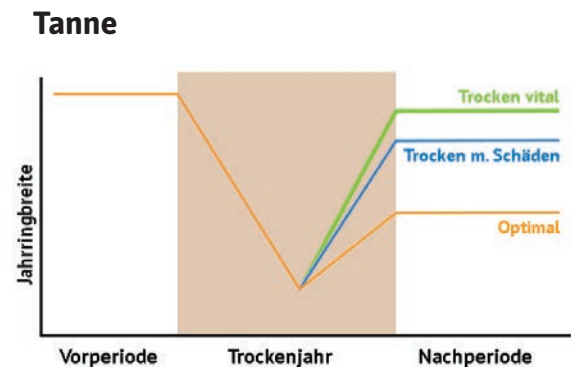 Tanne
Jahrringbreite
Trocken vital
Trocken m. Schäden
Optimal
Vorperiode
Trockenjahr
Nachperiode